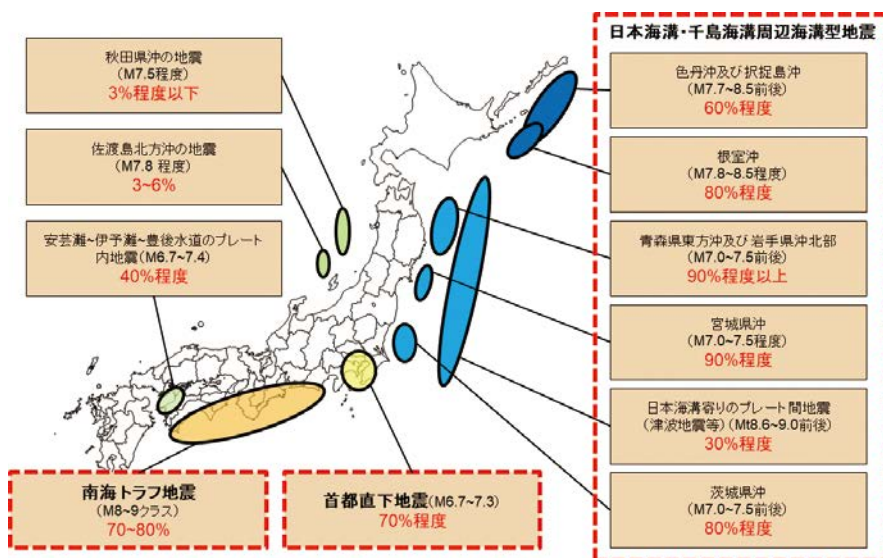 秋田県沖の地震
(M7.5程度)
3%程度以下
佐渡島北方沖の地震
(M7.8 程度)
3~6%
安芸灘~伊予灘~豊後水道のプレート
内地震(M6.7~7.4)
40%程度
南海トラフ地震
(M8~9クラス)
70~80%
首都直下地震(M6.7~7.3)
70%程度
日本海溝・千島海溝周辺海溝型地震
色丹沖及び択捉島沖
(M7.7~8.5前後)
60%程度
根室沖
(M7.8~8.5程度)
80%程度
青森県東方沖及び岩手県沖北部
(M7.0~7.5前後)
90%程度以上
宮城県沖
(M7.0~7.5程度)
90%程度
日本海溝寄りのプレート間地震
(津波地震等) (Mt8.6~9.0前後)
30%程度
茨城県沖
(M7.0~7.5前後)
80%程度